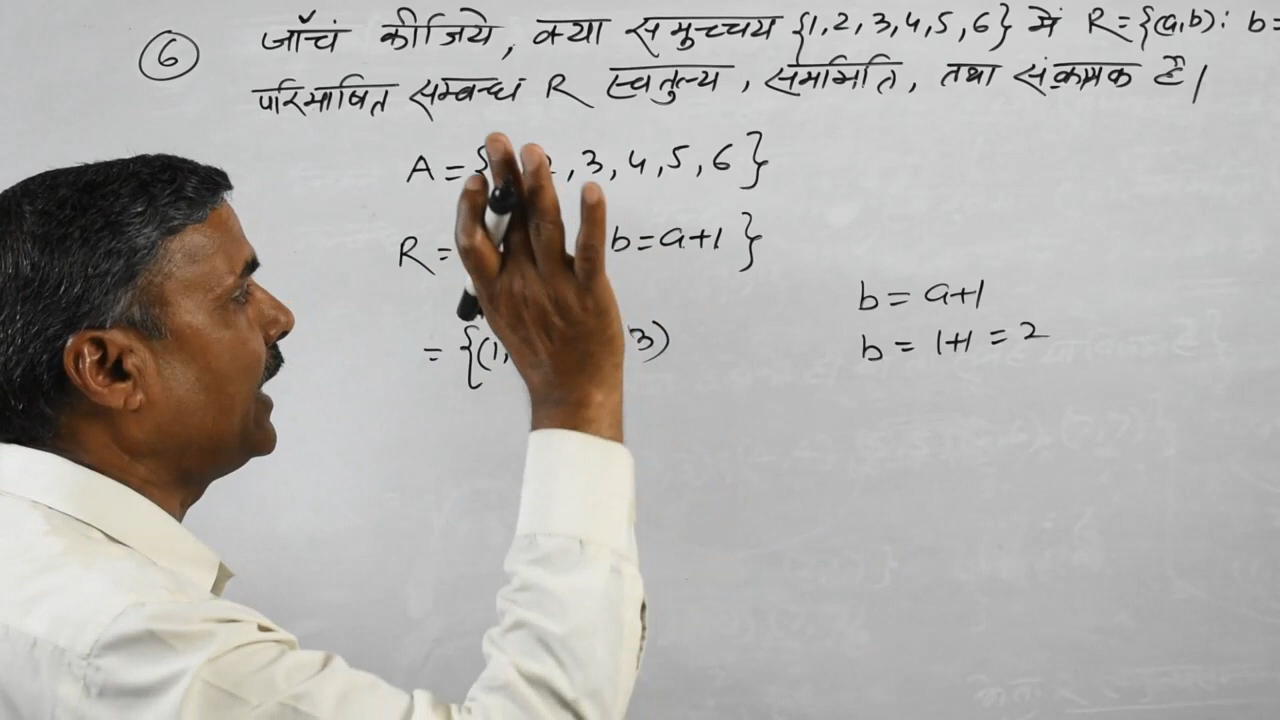 6 जाँच कीजिये, क्या समुच्चय {1,2,3,4,5,6} में R={(a,b): b=
परिभाषित सम्बन्ध R स्वतुल्य, सममिति, तथा संक्रामक है।
A={ 2,3,4,5,6}
R= b=a+1}
b=a+1
={(1, 3)
b=1+1=2